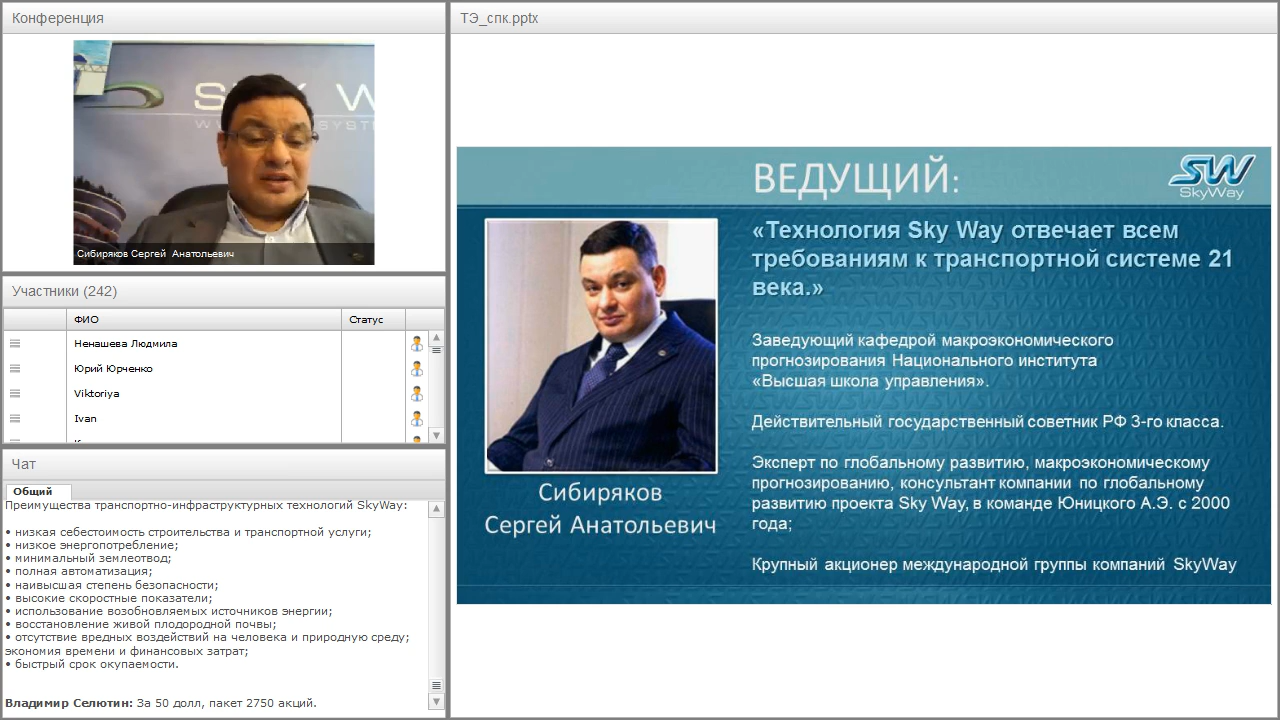 Конференция
Сибиряков Сергей Анатольевич
Участники (242)
ФИО
Статус
Ненашева Людмила
Юрий Юрченко
Viktoriya
Ivan
Чат
Общий
Преимущества транспортно-инфраструктурных технологий SkyWay:
• низкая себестоимость строительства и транспортной услуги;
• низкое энергопотребление;
• минимальный землеотвод;
• полная автоматизация;
• наивысшая степень безопасности;
• высокие скоростные показатели;
• использование возобновляемых источников энергии;
• восстановление живой плодородной почвы;
• отсутствие вредных воздействий на человека и природную среду;
экономия времени и финансовых затрат;
• быстрый срок окупаемости.
Владимир Селютин: За 50 долл, пакет 2750 акций.
ТЭ_спк.pptx
ВЕДУЩИЙ:
SW
SkyWay
«Технология Sky Way отвечает всем
требованиям к транспортной системе 21
века.»
Заведующий кафедрой макроэкономического
прогнозирования Национального института
«Высшая школа управления».
Действительный государственный советник РФ 3-го класса.
Эксперт по глобальному развитию, макроэкономическому
прогнозированию, консультант компании по глобальному
развитию проекта Sky Way, в команде Юницкого А.Э. с 2000
года;
Крупный акционер международной группы компаний SkyWay
Сибиряков
Сергей Анатольевич